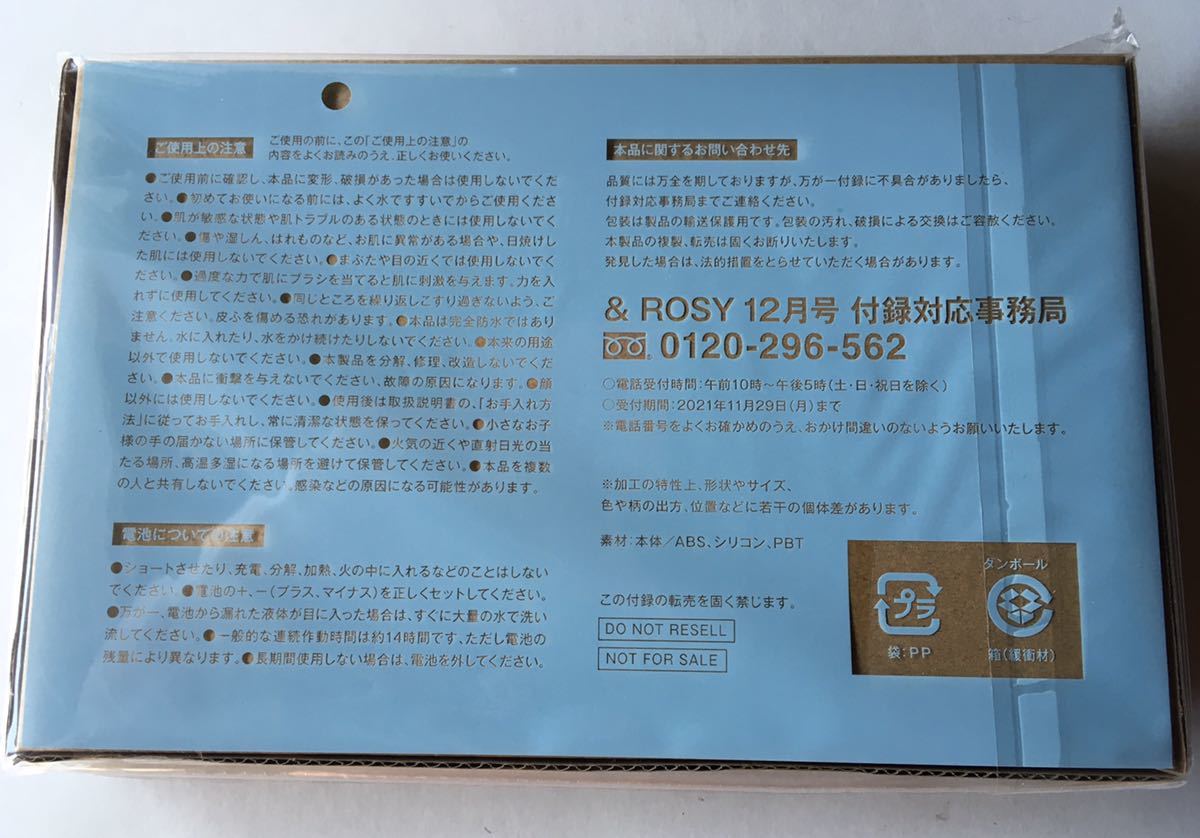 ご使用上の注意
ご使用の前に、この「ご使用上の注意」の
内容をよくお読みのうえ、正しくお使いください。
●ご使用前に確認し、本品に変形、破損があった場合は使用しないでくだ
さい。●初めてお使いになる前には、よく水ですすいでからご使用くださ
い。●肌が敏感な状態や肌トラブルのある状態のときには使用しないでく
ださい。●傷や湿しん、はれものなど、お肌に異常がある場合や、日焼けし
た肌には使用しないでください。●まぶたや目の近くでは使用しないでく
ださい。●過度な力で肌にブラシを当てると肌に刺激を与えます。力を入
れずに使用してください。●同じところを繰り返しこすり過ぎないよう、ご
注意ください。皮ふを傷める恐れがあります。●本品は完全防水ではあり
ません。水に入れたり、水をかけ続けたりしないでください。●本来の用途
以外で使用しないでください。●本製品を分解、修理、改造しないでくだ
さい。●本品に衝撃を与えないでください、故障の原因になります。●顔
以外には使用しないでください。●使用後は取扱説明書の、「お手入れ方
法」に従ってお手入れし、常に清潔な状態を保ってください。●小さなお子
様の手の届かない場所に保管してください。●火気の近くや直射日光の当
たる場所、高温多湿になる場所を避けて保管してください。●本品を複数
の人と共有しないでください。感染などの原因になる可能性があります。
電池についての注意
●ショートさせたり、充電、分解、加熱、火の中に入れるなどのことはしない
でください。●電池の+、-(プラス、マイナス)を正しくセットしてください。
●万が一、電池から漏れた液体が目に入った場合は、すぐに大量の水で洗い
流してください。●一般的な連続作動時間は約14時間です、ただし電池の
残量により異なります。●長期間使用しない場合は、電池を外してください。
本品に関するお問い合わせ先
品質には万全を期しておりますが、万が一付録に不具合がありましたら、
付録対応事務局までご連絡ください。
包装は製品の輸送保護用です。包装の汚れ、破損による交換はご容赦ください。
本製品の複製、転売は固くお断りいたします。
発見した場合は、法的措置をとらせていただく場合があります。
& ROSY 12月号 付録対応事務局
0120-296-562
○電話受付時間:午前10時〜午後5時(土・日・祝日を除く)
○受付期間:2021年11月29日(月)まで
※電話番号をよくお確かめのうえ、おかけ間違いのないようお願いいたします。
※加工の特性上、形状やサイズ、
色や柄の出方、位置などに若干の個体差があります。
素材:本体/ABS、シリコン、PBT
この付録の転売を固く禁じます。
DO NOT RESELL
NOT FOR SALE
プラ
袋:PP
ダンボール
箱(緩衝材)